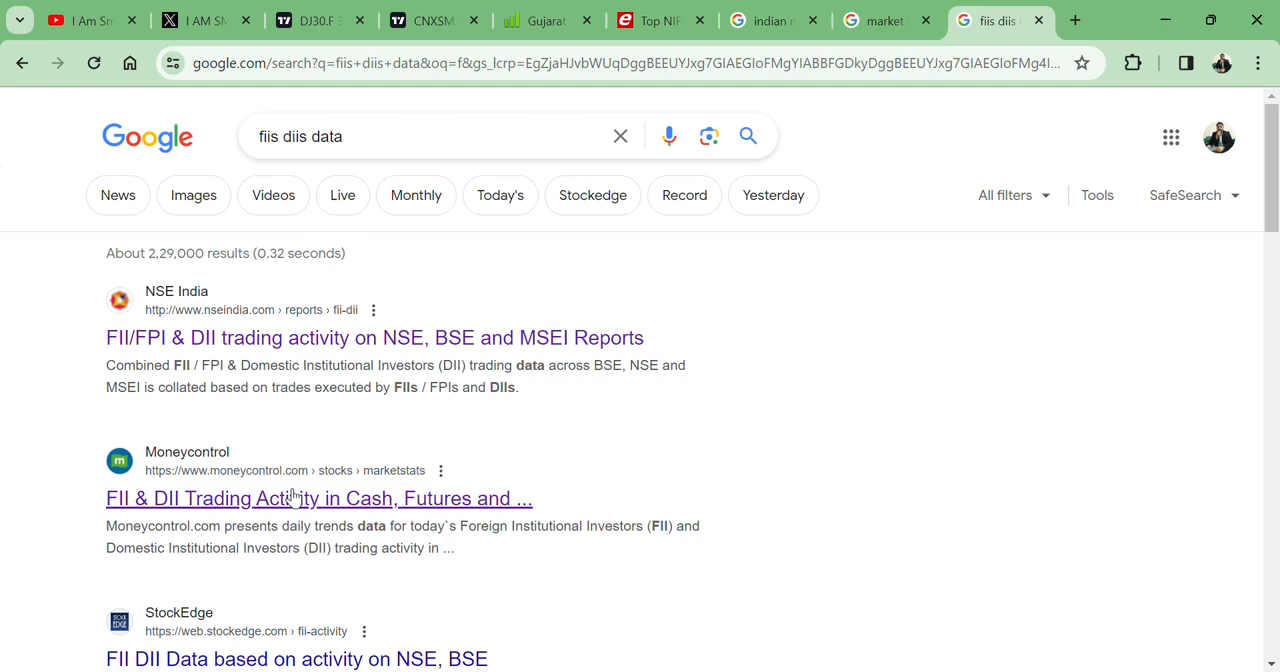 I Am Sm
I AM SM
DJ30.F 3
CNXSMA
Gujarat
Top NIF
indian n
market
fiis diis
google.com/search?q=fiis+diis+data&oq=f&gs_lcrp=EgZjaHJvbWUqDggBEEUYJxg7GIAEGIoFMgYIABBFGDkyDggBEEUYJxg7GIAEGIoFMg4I...
Google
fiis diis data
News
Images
Videos
Live
Monthly
Today's
Stockedge
Record
Yesterday
All filters
Tools
SafeSearch
About 2,29,000 results (0.32 seconds)
NSE India
http://www.nseindia.com › reports › fii-dii
FII/FPI & DII trading activity on NSE, BSE and MSEI Reports
Combined FII / FPI & Domestic Institutional Investors (DII) trading data across BSE, NSE and
MSEI is collated based on trades executed by FIIs / FPIs and DIIs.
Moneycontrol
https://www.moneycontrol.com › stocks › marketstats
FII & DII Trading Activity in Cash, Futures and ...
Moneycontrol.com presents daily trends data for today`s Foreign Institutional Investors (FII) and
Domestic Institutional Investors (DII) trading activity in ...
StockEdge
https://web.stockedge.com › fii-activity
FII DII Data based on activity on NSE, BSE